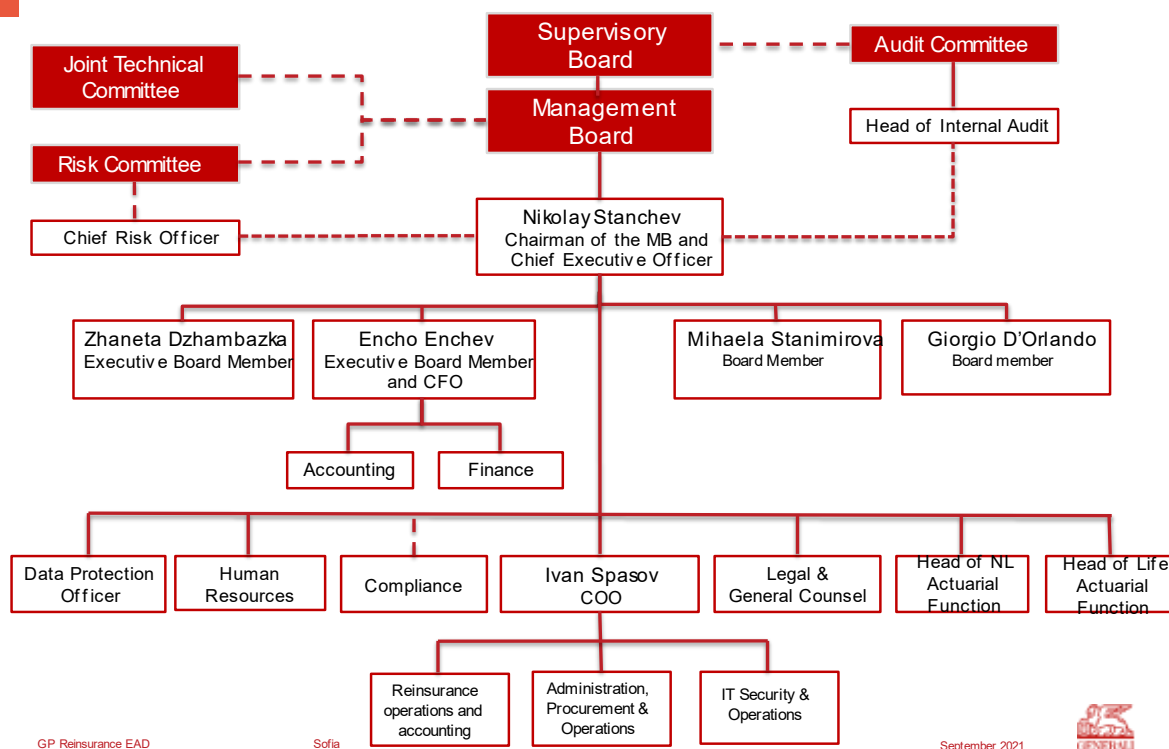 Supervisory
Board
Audit Committee
Joint Technical
Committee
Management
Board
Head of Internal Audit
Risk Committee
Chief Risk Officer
Nikolay Stanchev
Chairman of the MB and
Chief Executive Officer
Zhaneta Dzhambazka
Executive Board Member
Encho Enchev
Executive Board Member
and CFO
Mihaela Stanimirova
Board Member
Giorgio D'Orlando
Board member
Accounting
Finance
Data Protection
Officer
Human
Resources
Compliance
Ivan Spasov
COO
Legal &
General Counsel
Head of NL
Actuarial
Function
Head of Life
Actuarial
Function
Reinsurance
operations and
accounting
Administration,
Procurement &
Operations
IT Security &
Operations
GP Reinsurance EAD
Sofia
September 2021
GENERALI